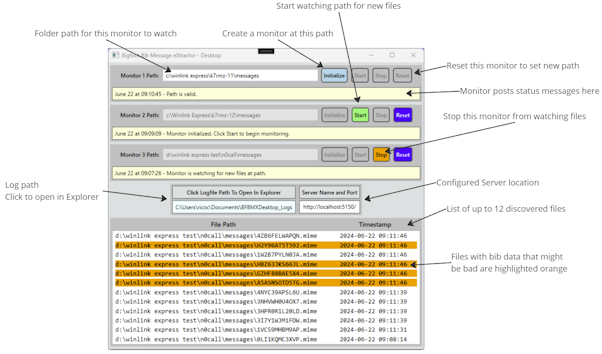 Start watching path for new files
Folder path for this monitor to watch
Create a monitor at this path
Bigfoot Bib Message eXtractor - Desktop
Monitor 1 Path: c:\winlink express\k7rmz-11\messages Initialize Start Stop Reset
Reset this monitor to set new path
June 22 at 09:10:45 - Path is valid.
Monitor posts status messages here
Monitor 2 Path: c:\Winlink Express\k7rmz-12\messages Initialize Start Stop Reset
Stop this monitor from watching files
June 22 at 09:09:09 - Monitor initialized. Click Start to begin monitoring.
Monitor 3 Path: d:\winlink express test\n0call\messages Initialize Start Stop Reset
June 22 at 09:07:26 - Monitor is watching for new files at path.
Log path
Click to open in Explorer
Click Logfile Path To Open In Explorer Server Name and Port
Configured Server location
C:\Users\ricoc\Documents\BFBMXDesktop_Logs http://localhost:5150/
List of up to 12 discovered files
File Path Timestamp
d:\winlink express test\n0call\messages\4ZB6FELWAPQN.mime 2024-06-22 09:11:46
d:\winlink express test\n0call\messages\H2Y96AT5T592.mime 2024-06-22 09:11:46
d:\winlink express test\n0call\messages\1W2B7PYLN0JA.mime 2024-06-22 09:11:46
d:\winlink express test\n0call\messages\H8Z633ES66JL.mime 2024-06-22 09:11:46
Files with bib data that might
be bad are highlighted orange
d:\winlink express test\n0call\messages\GZHFBB8AE5X4.mime 2024-06-22 09:11:46
d:\winlink express test\n0call\messages\A5ASNSOTD5TG.mime 2024-06-22 09:11:46
d:\winlink express test\n0call\messages\4NYC39APSL6U.mime 2024-06-22 09:11:39
d:\winlink express test\n0call\messages\3NHVWH0U4OX7.mime 2024-06-22 09:11:39
d:\winlink express test\n0call\messages\3HPR0R1L20LD.mime 2024-06-22 09:11:39
d:\winlink express test\n0call\messages\3I7Y1WJM1FDW.mime 2024-06-22 09:11:39
d:\winlink express test\n0call\messages\1VC59MHBM9AP.mime 2024-06-22 09:11:31
d:\winlink express test\n0call\messages\0LI1KQMC3XVP.mime 2024-06-22 09:08:14